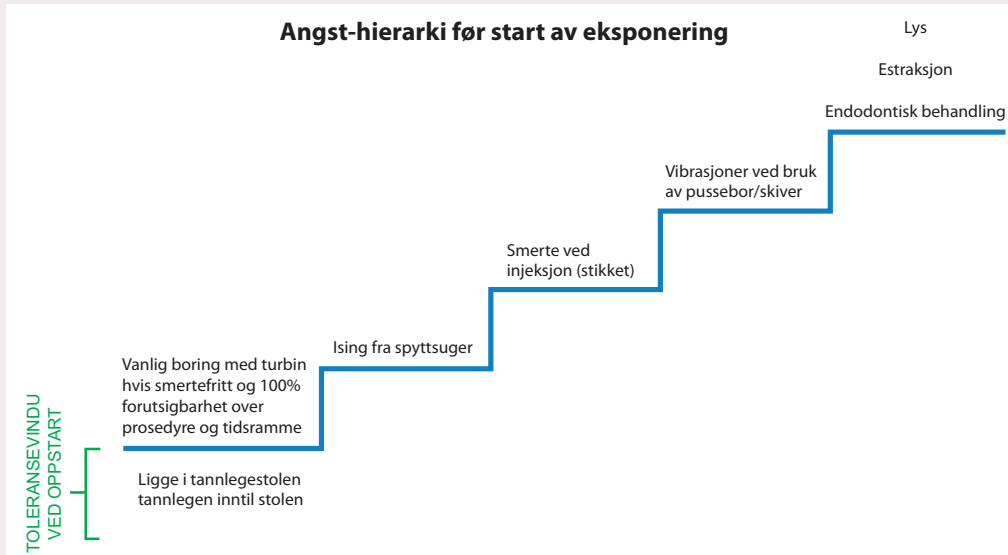 Angst-hierarki før start av eksponering
Lys
Estraksjon
Endodontisk behandling
Vibrasjoner ved bruk
av pussebor/skiver
Smerte ved
injeksjon (stikket)
Ising fra spyttsuger
Vanlig boring med turbin
hvis smertefritt og 100%
forutsigbarhet over
prosedyre og tidsramme
Ligge i tannlegestolen
tannlegen inntil stolen
TOLERANSEVINDU
VED OPPSTART